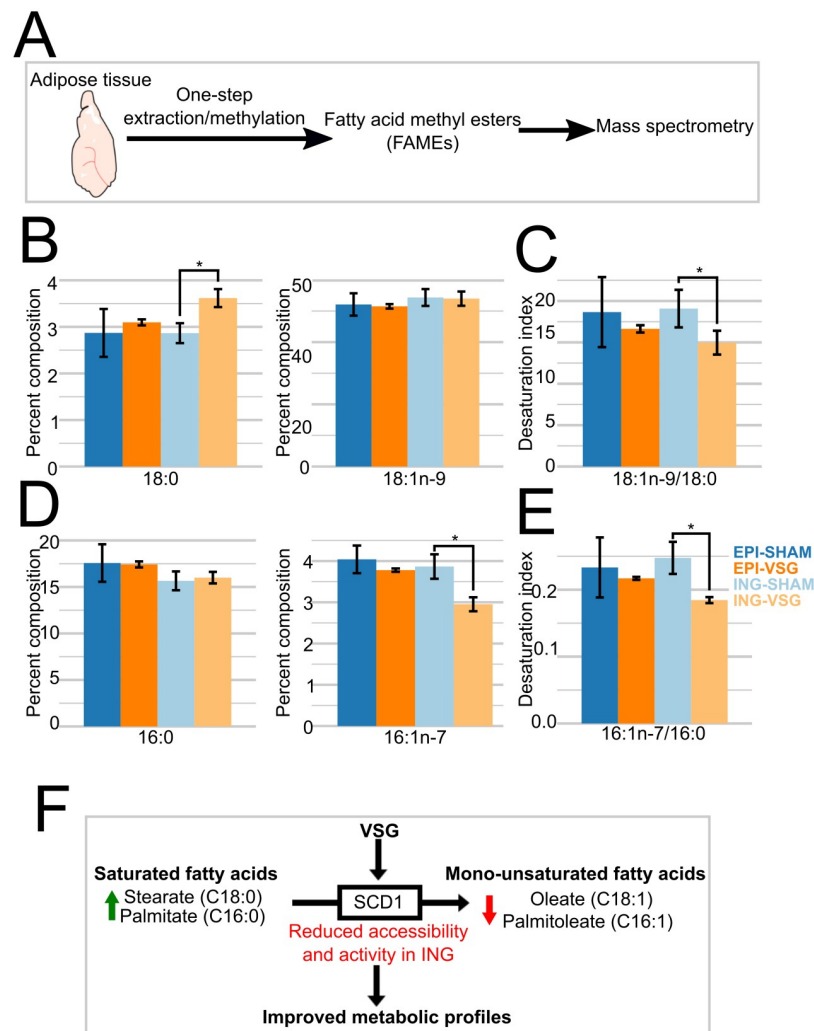 A
Adipose tissue
One-step
extraction/methylation
Fatty acid methyl esters
(FAMEs)
Mass spectrometry
B
Percent composition
4
3
2
1
0
*
18:0
Percent composition
50
40
20
0
18:1n-9
C
Desaturation index
20
15
10
5
0
*
18:1n-9/18:0
D
Percent composition
20
15
10
5
0
16:0
Percent composition
4
3
2
1
0
*
16:1n-7
E
Desaturation index
0.2
0.1
0.0
*
16:1n-7/16:0
EPI-SHAM
EPI-VSG
ING-SHAM
ING-VSG
F
VSG
Saturated fatty acids
Stearate (C18:0)
Palmitate (C16:0)
SCD1
Mono-unsaturated fatty acids
Oleate (C18:1)
Palmitoleate (C16:1)
Reduced accessibility
and activity in ING
Improved metabolic profiles